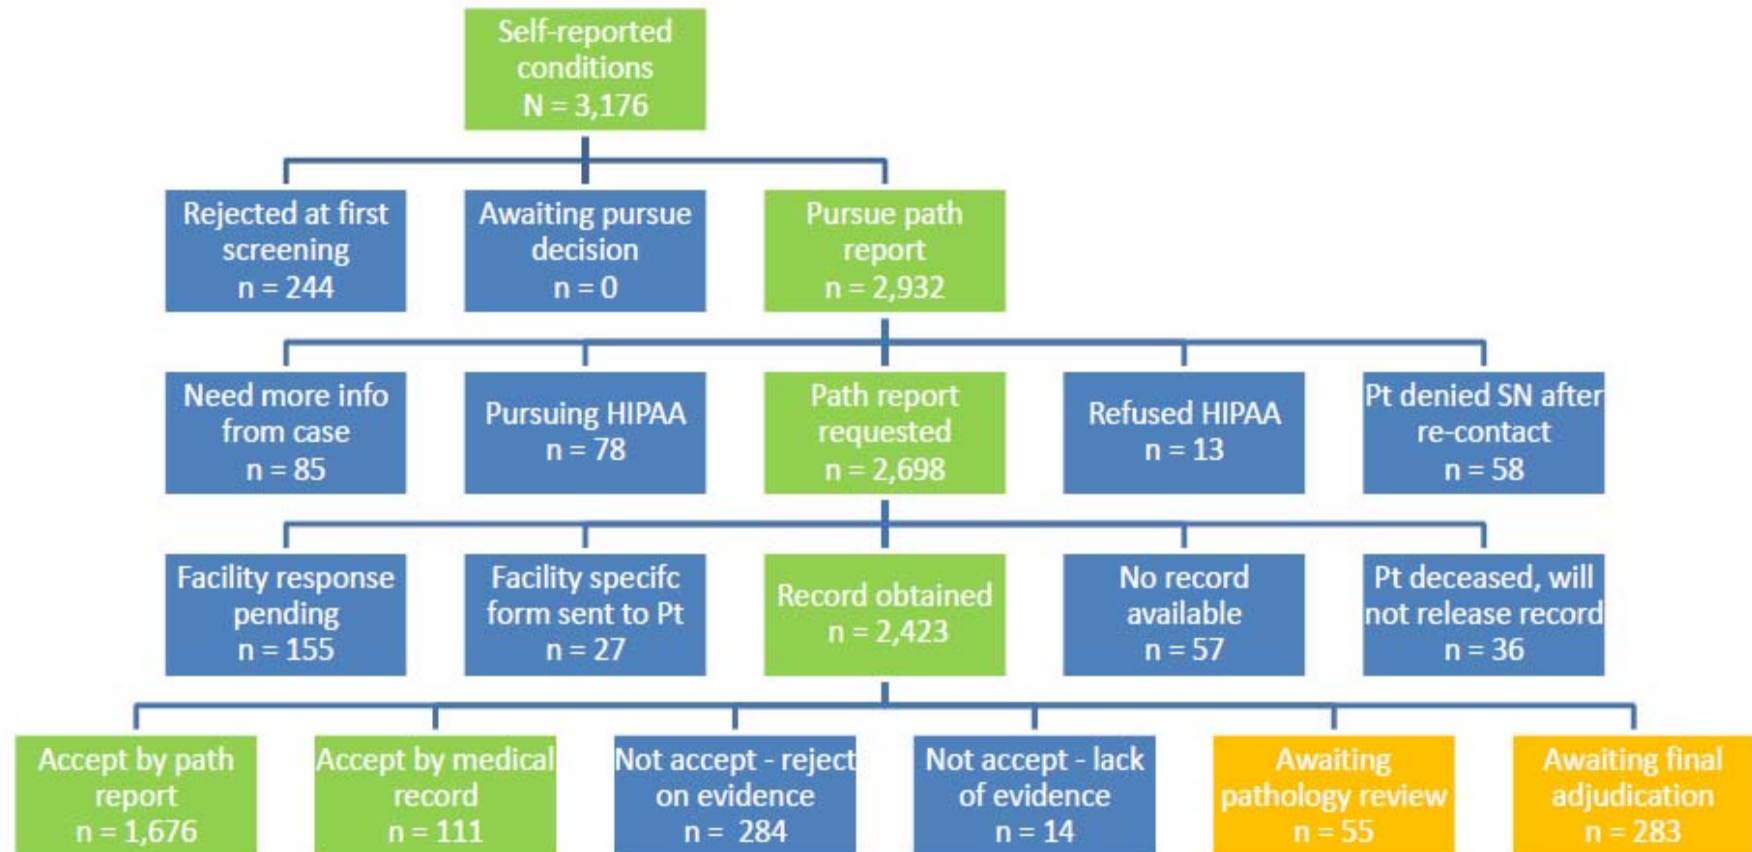 Self-reported
conditions
N = 3,176
Rejected at first
screening
n = 244
Awaiting pursue
decision
n = 0
Pursue path
report
n = 2,932
Need more info
from case
n = 85
Pursuing HIPAA
n = 78
Path report
requested
n = 2,698
Refused HIPAA
n = 13
Pt denied SN after
re-contact
n = 58
Facility response
pending
n = 155
Facility specifc
form sent to Pt
n = 27
Record obtained
n = 2,423
No record
available
n = 57
Pt deceased, will
not release record
n = 36
Accept by path
report
n = 1,676
Accept by medical
record
n = 111
Not accept - reject
on evidence
n = 284
Not accept - lack
of evidence
n = 14
Awaiting
pathology review
n = 55
Awaiting final
adjudication
n = 283